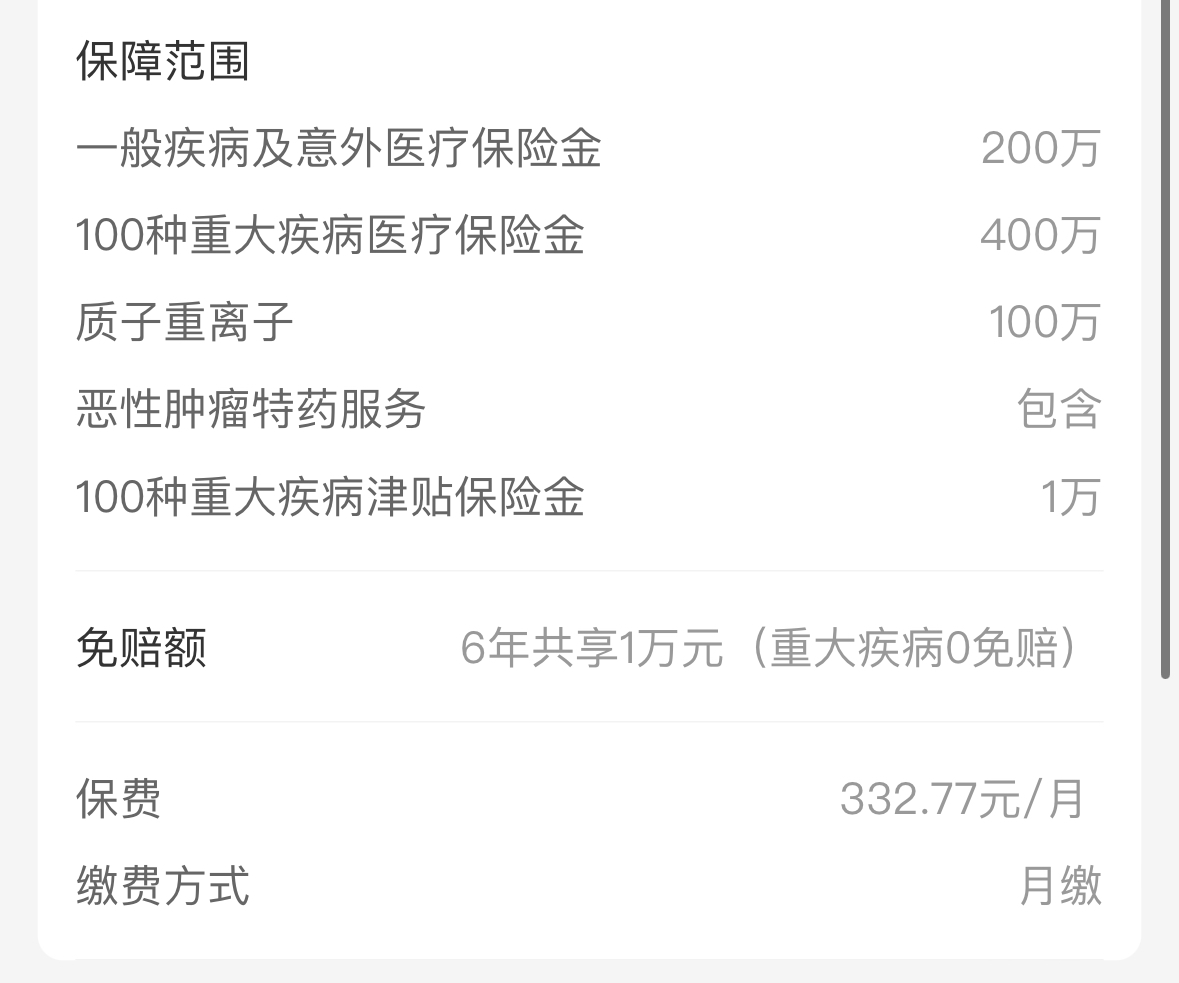 保障范围
一般疾病及意外医疗保险金 200万
100种重大疾病医疗保险金 400万
质子重离子 100万
恶性肿瘤特药服务 包含
100种重大疾病津贴保险金 1万
免赔额 6年共享1万元（重大疾病0免赔）
保费 332.77元/月
缴费方式 月缴